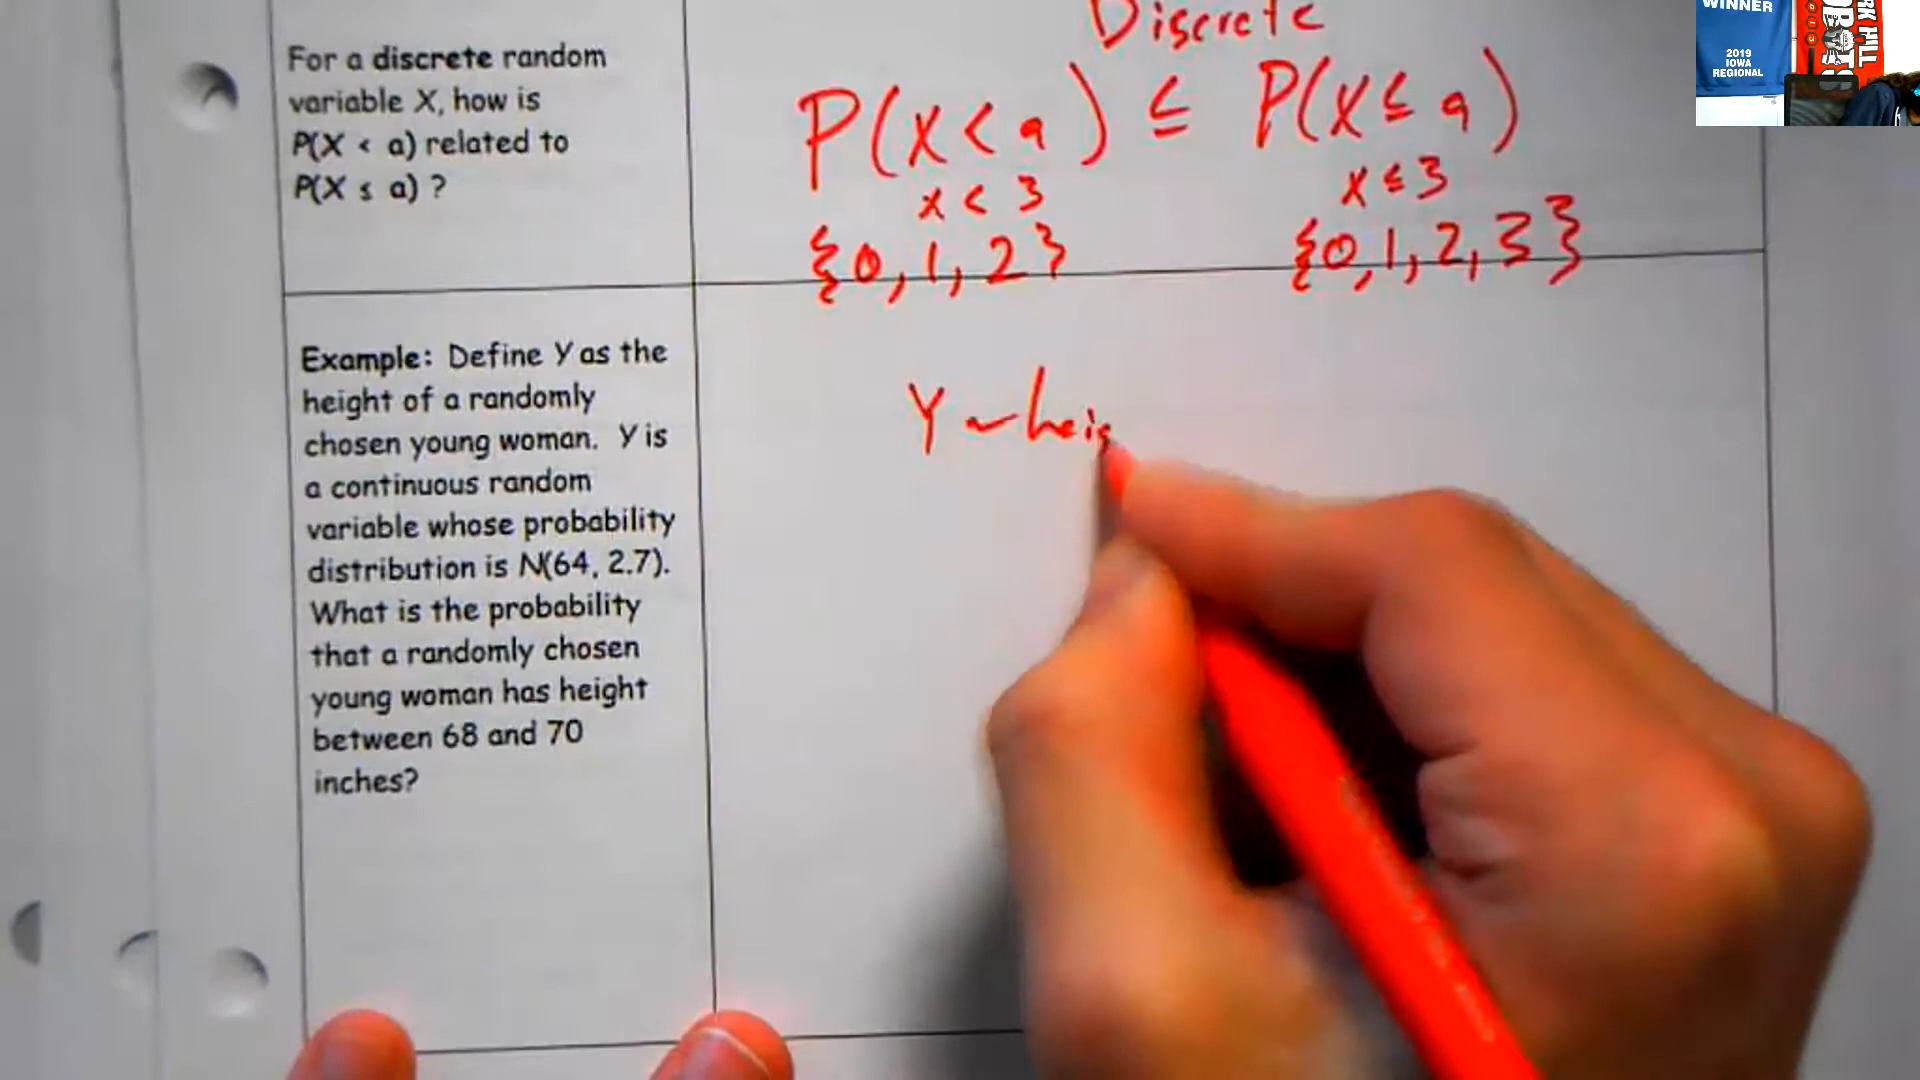 WINNER
2019
IOWA
REGIONAL
Discrete
For a discrete random
variable X, how is
P(X < a) related to
P(X ≤ a) ?
P(X < a) ≤ P(X ≤ a)
x < 3
x ≤ 3
{0, 1, 2}
{0, 1, 2, 3}
Example: Define Y as the
height of a randomly
chosen young woman. Y is
a continuous random
variable whose probability
distribution is N(64, 2.7).
What is the probability
that a randomly chosen
young woman has height
between 68 and 70
inches?
Y ~ heig